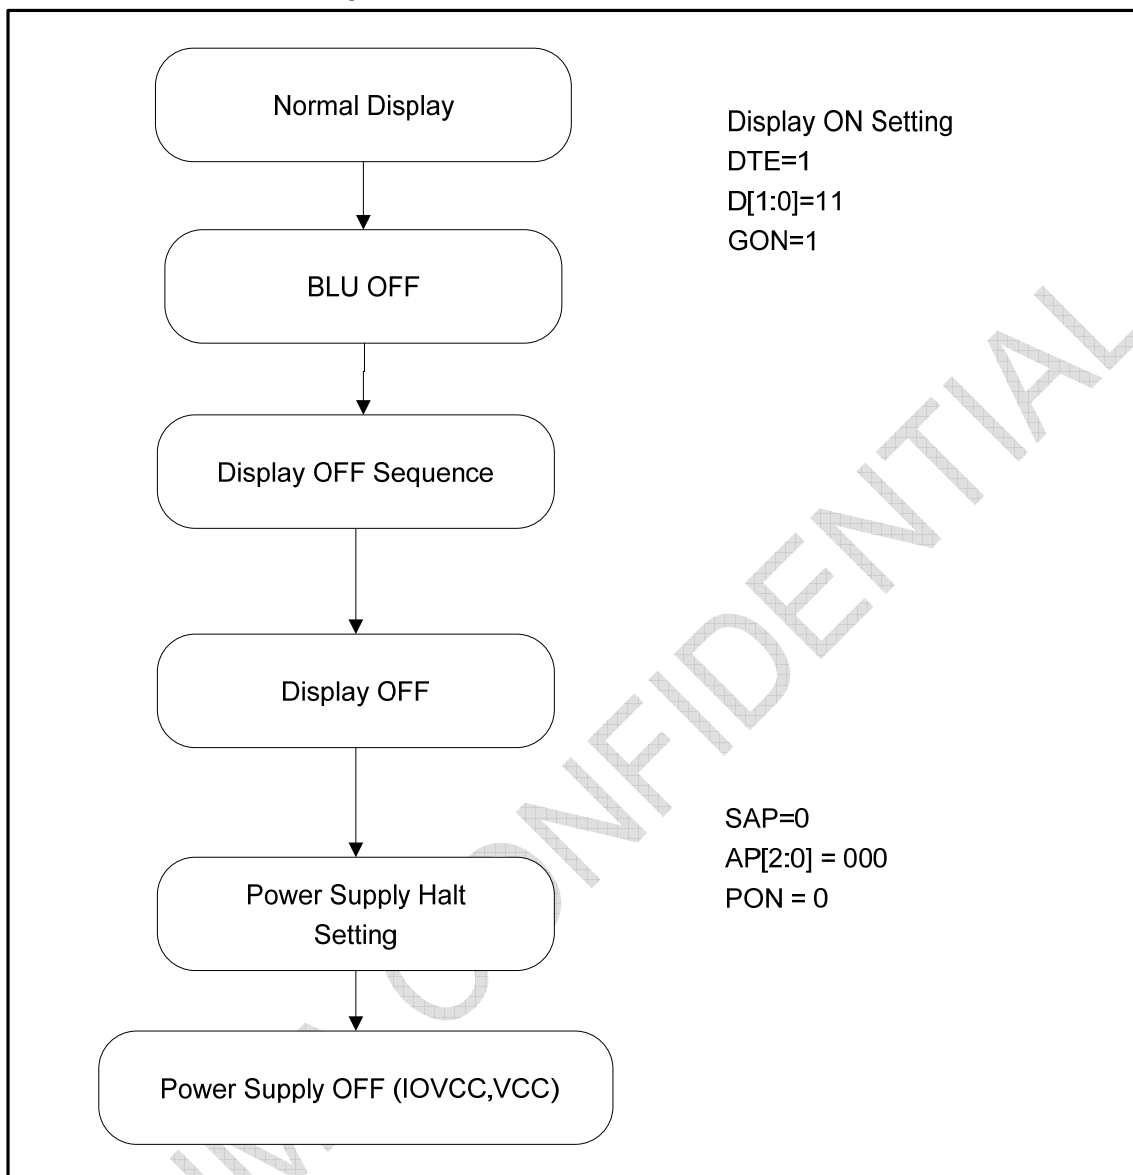 Normal Display
Display ON Setting
DTE=1
D[1:0]=11
GON=1
BLU OFF
Display OFF Sequence
Display OFF
SAP=0
AP[2:0] = 000
PON = 0
Power Supply Halt
Setting
Power Supply OFF (IOVCC,VCC)
CONFIDENTIAL